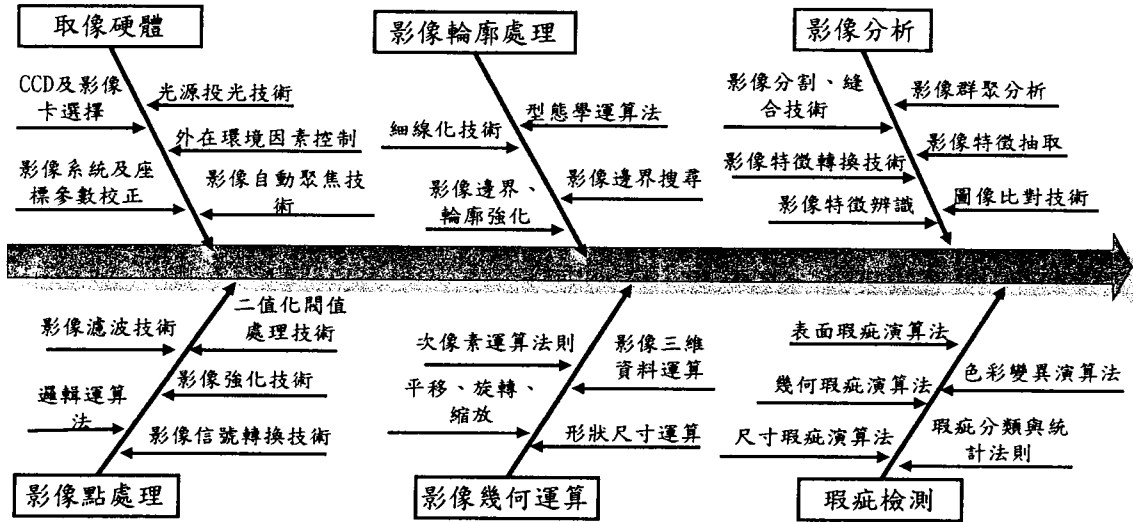 取像硬體
影像輪廓處理
影像分析
CCD及影像
卡選擇
光源投光技術
外在環境因素控制
影像系統及座
標參數校正
影像自動聚焦技
術
細線化技術
型態學運算法
影像邊界、
輪廓強化
影像邊界搜尋
影像分割、縫
合技術
影像群聚分析
影像特徵轉換技術
影像特徵抽取
影像特徵辨識
圖像比對技術
影像濾波技術
二值化閥值
處理技術
邏輯運算
法
影像強化技術
影像信號轉換技術
次像素運算法則
影像三維
資料運算
平移、旋轉、
縮放
形狀尺寸運算
表面瑕疵演算法
幾何瑕疵演算法
色彩變異演算法
尺寸瑕疵演算法
瑕疵分類與統
計法則
影像點處理
影像幾何運算
瑕疵檢測